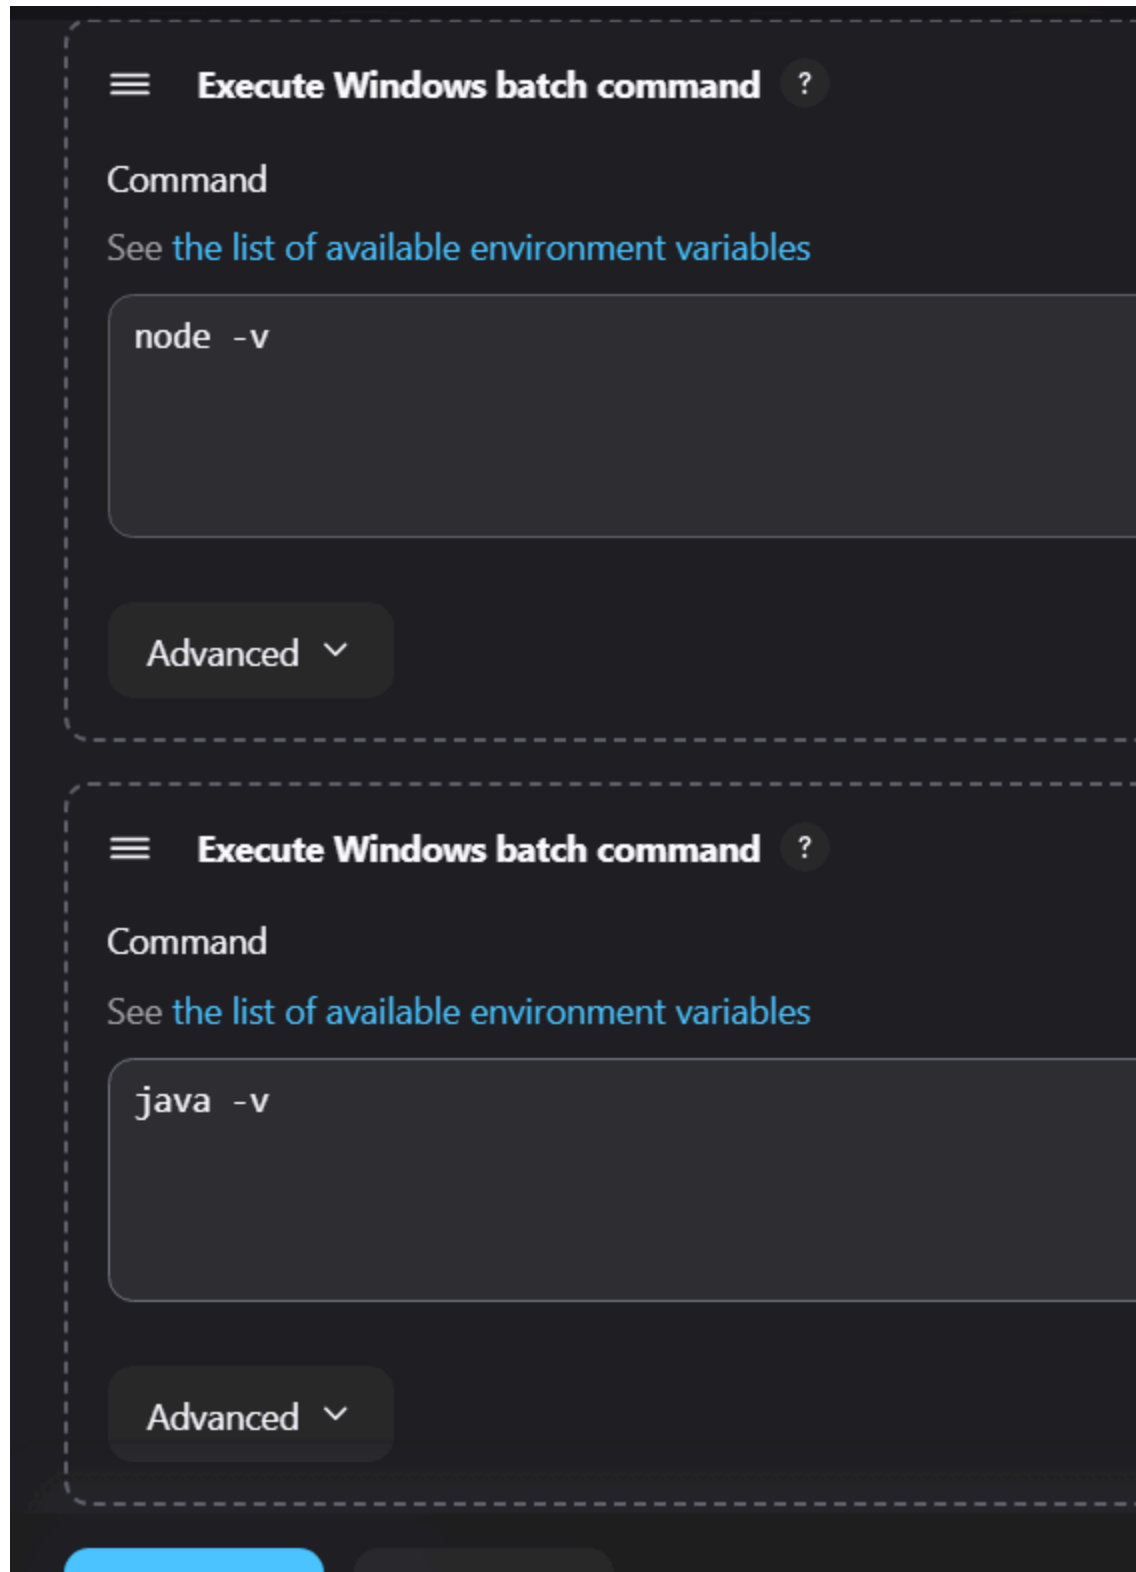 Execute Windows batch command ?
Command
See the list of available environment variables
node -v
Advanced
Execute Windows batch command ?
Command
See the list of available environment variables
java -v
Advanced